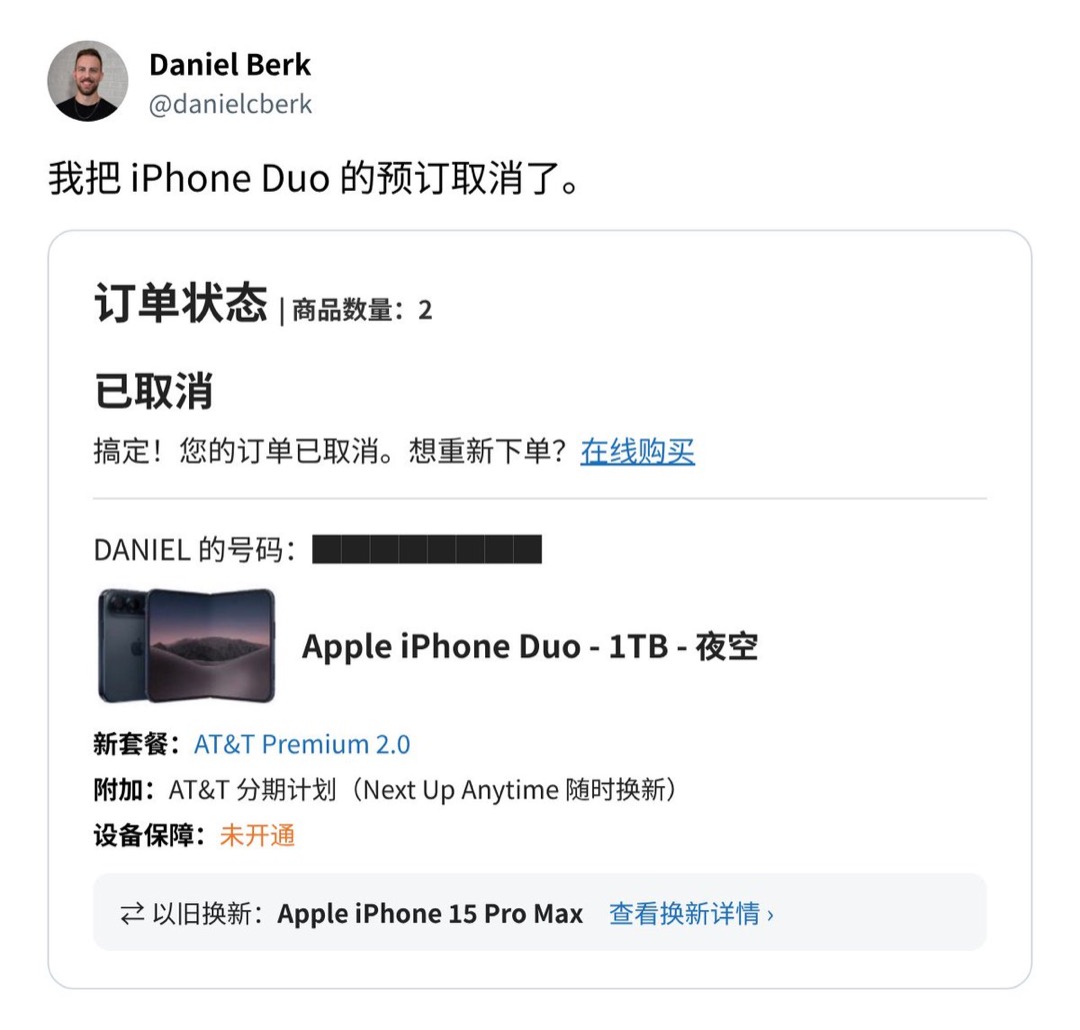 Daniel Berk
@danielcberk
我把 iPhone Duo 的预订取消了。
订单状态 | 商品数量：2
已取消
搞定！您的订单已取消。想重新下单？在线购买
DANIEL 的号码：
Apple iPhone Duo - 1TB - 夜空
新套餐：AT&T Premium 2.0
附加：AT&T 分期计划（Next Up Anytime 随时换新）
设备保障：未开通
⇄ 以旧换新：Apple iPhone 15 Pro Max 查看换新详情 ›